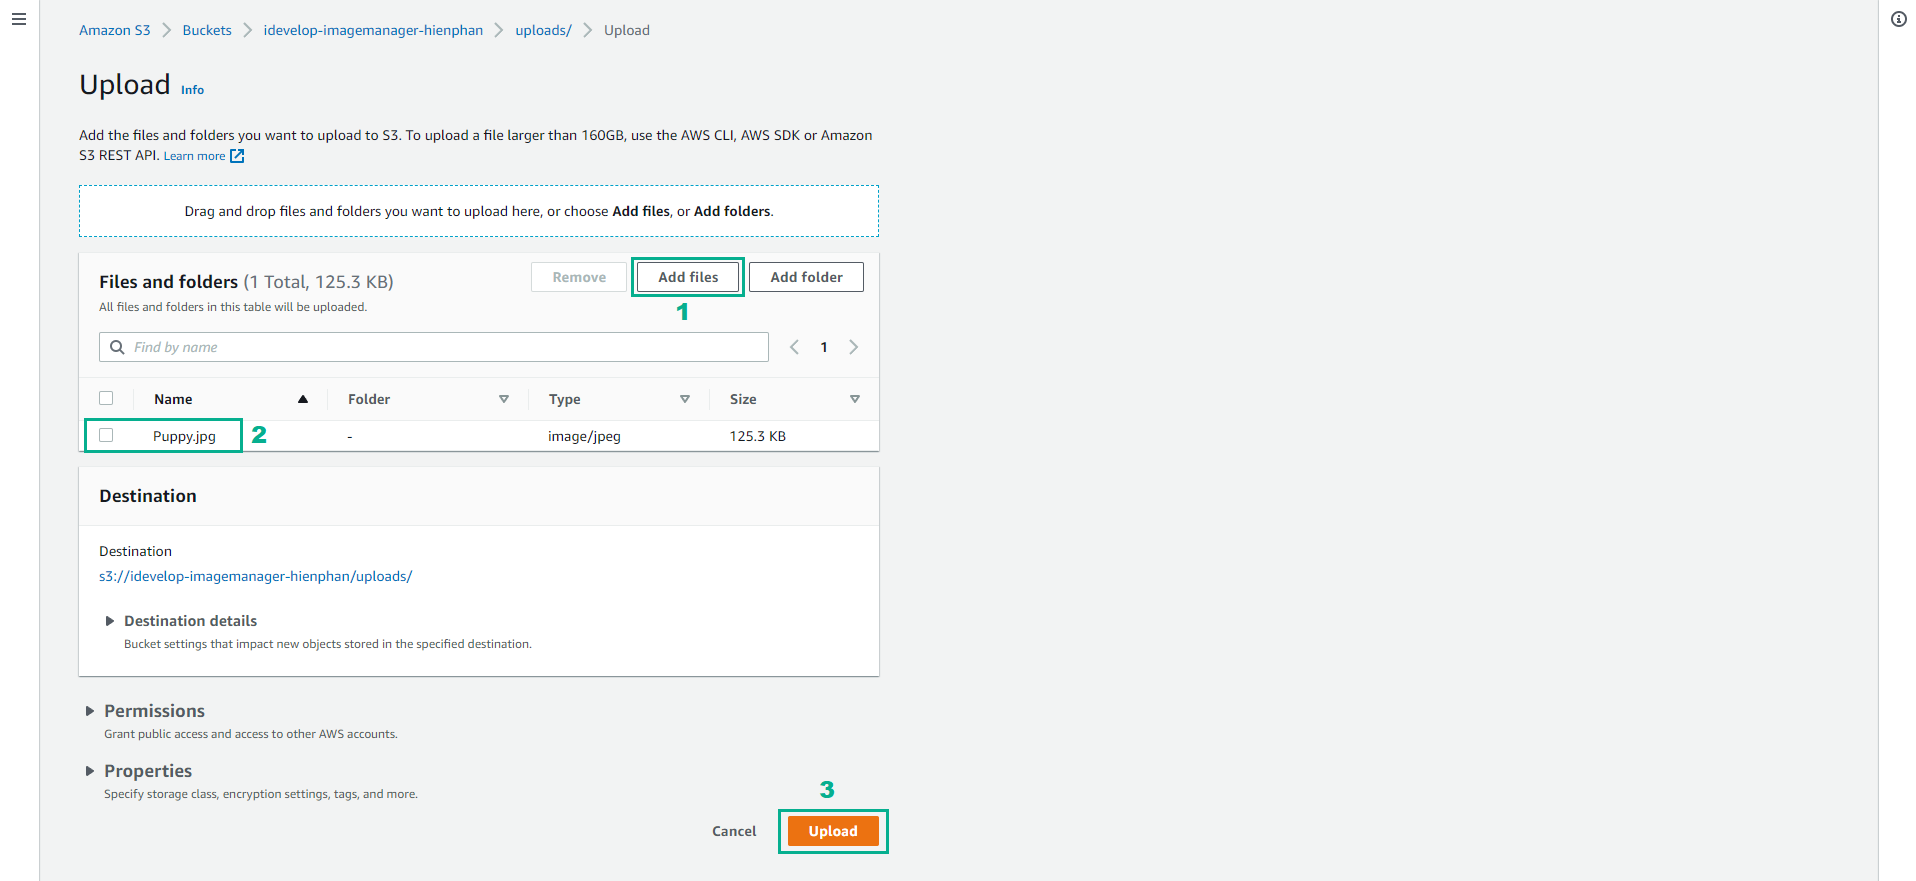 Amazon S3 Buckets idevelop-imagemanager-hienphan uploads/ Upload
Upload Info
Add the files and folders you want to upload to S3. To upload a file larger than 160GB, use the AWS CLI, AWS SDK or Amazon
S3 REST API. Learn more
Drag and drop files and folders you want to upload here, or choose Add files, or Add folders.
Files and folders (1 Total, 125.3 KB) Remove Add files Add folder
All files and folders in this table will be uploaded.
1
Find by name 1
Name Folder Type Size
Puppy.jpg 2 - image/jpeg 125.3 KB
Destination
Destination
s3://idevelop-imagemanager-hienphan/uploads/
Destination details
Bucket settings that impact new objects stored in the specified destination.
Permissions
Grant public access and access to other AWS accounts.
Properties
Specify storage class, encryption settings, tags, and more.
3
Cancel Upload